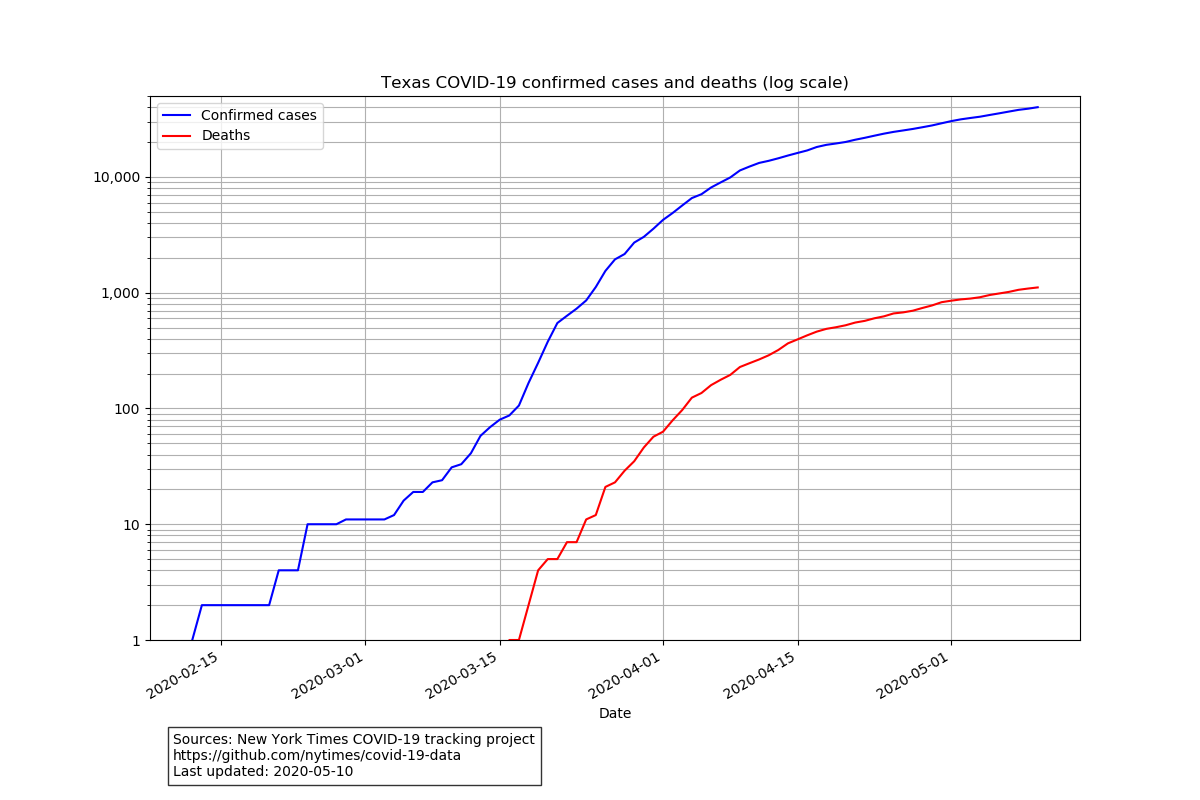 Texas COVID-19 confirmed cases and deaths (log scale)
Confirmed cases
Deaths
10,000
1,000
100
10
1
2020-02-15
2020-03-01
2020-03-15
2020-04-01
2020-04-15
2020-05-01
Date
Sources: New York Times COVID-19 tracking project
https://github.com/nytimes/covid-19-data
Last updated: 2020-05-10